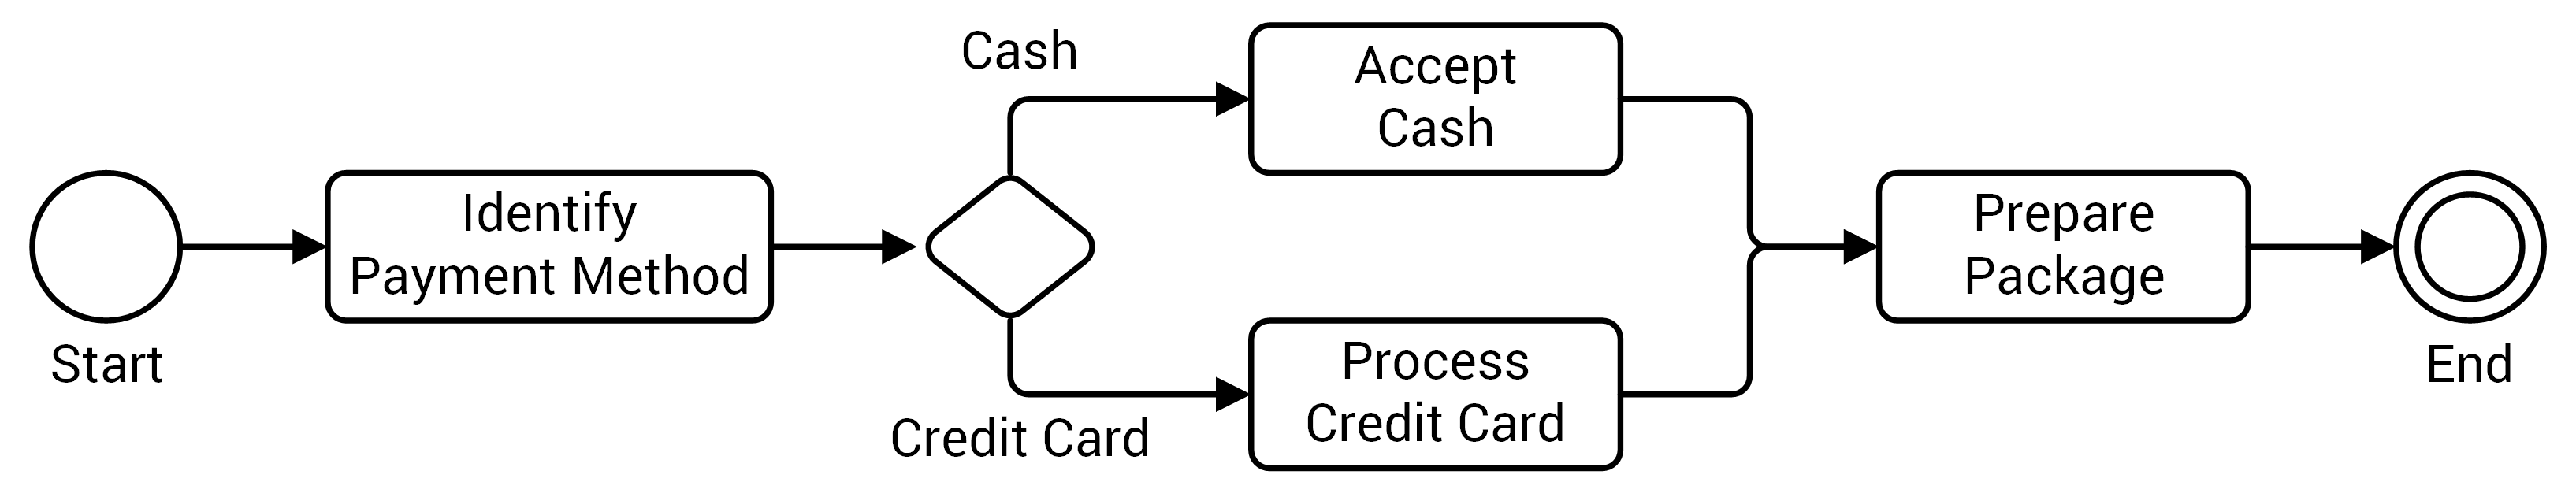 Start
Identify
Payment Method
Cash
Credit Card
Accept
Cash
Process
Credit Card
Prepare
Package
End